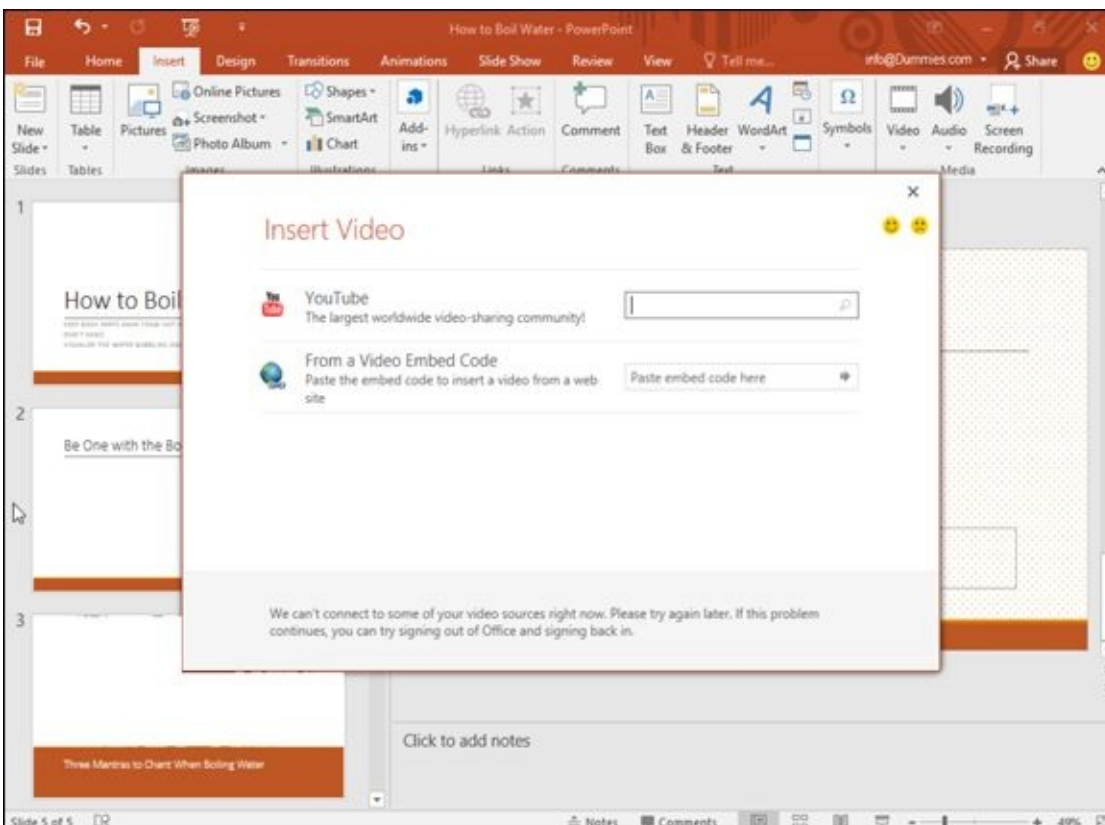 How to Boil Water - PowerPoint
File Home Insert Design Transitions Animations Slide Show Review View Tell me... info@Dummies.com Share
New Slide
Table
Pictures
Online Pictures
Screenshot
Photo Album
Shapes
SmartArt
Chart
Add-ins
Hyperlink
Action
Comment
Text Box
Header & Footer
WordArt
Symbols
Video
Audio
Screen Recording
Slides Tables Images Illustrations Links Comments Text Media
Insert Video
YouTube
The largest worldwide video-sharing community!
From a Video Embed Code
Paste the embed code to insert a video from a web
site
Paste embed code here
We can't connect to some of your video sources right now. Please try again later. If this problem
continues, you can try signing out of Office and signing back in.
1
How to Boil
2
Be One with the Bo
3
Three Mantras to Chant When Boiling Water
Click to add notes
Slide 5 of 5 Notes Comments 49%